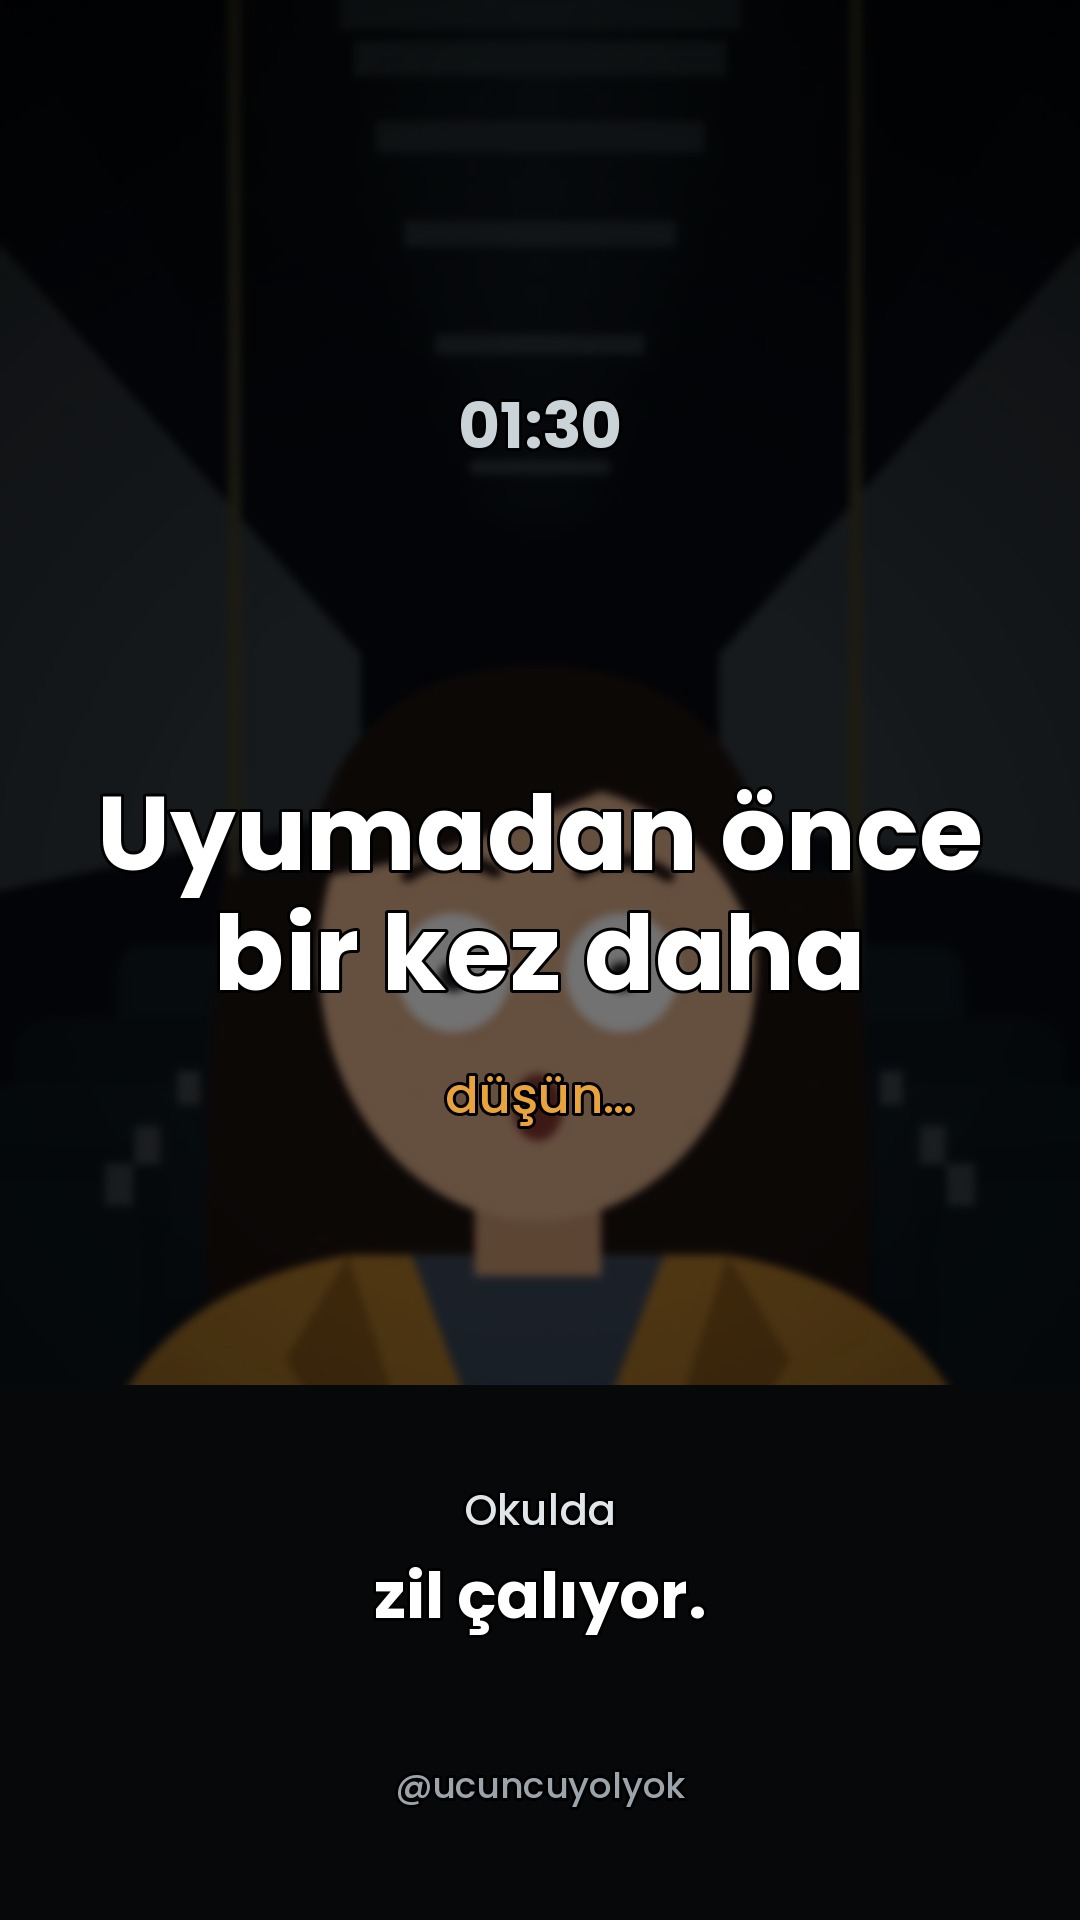 01:30
Uyumadan önce
bir kez daha
düşün...
Okulda
zil çalıyor.
@ucuncuyolyok